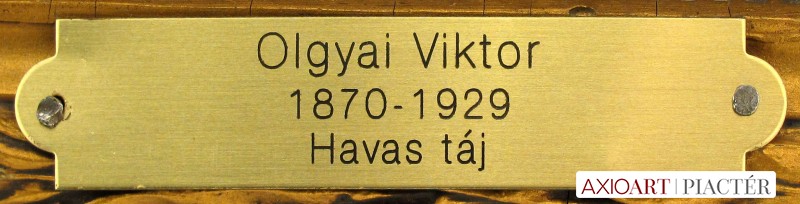 Olgyai Viktor
1870-1929
Havas táj
AXIOART | PIACTÉR